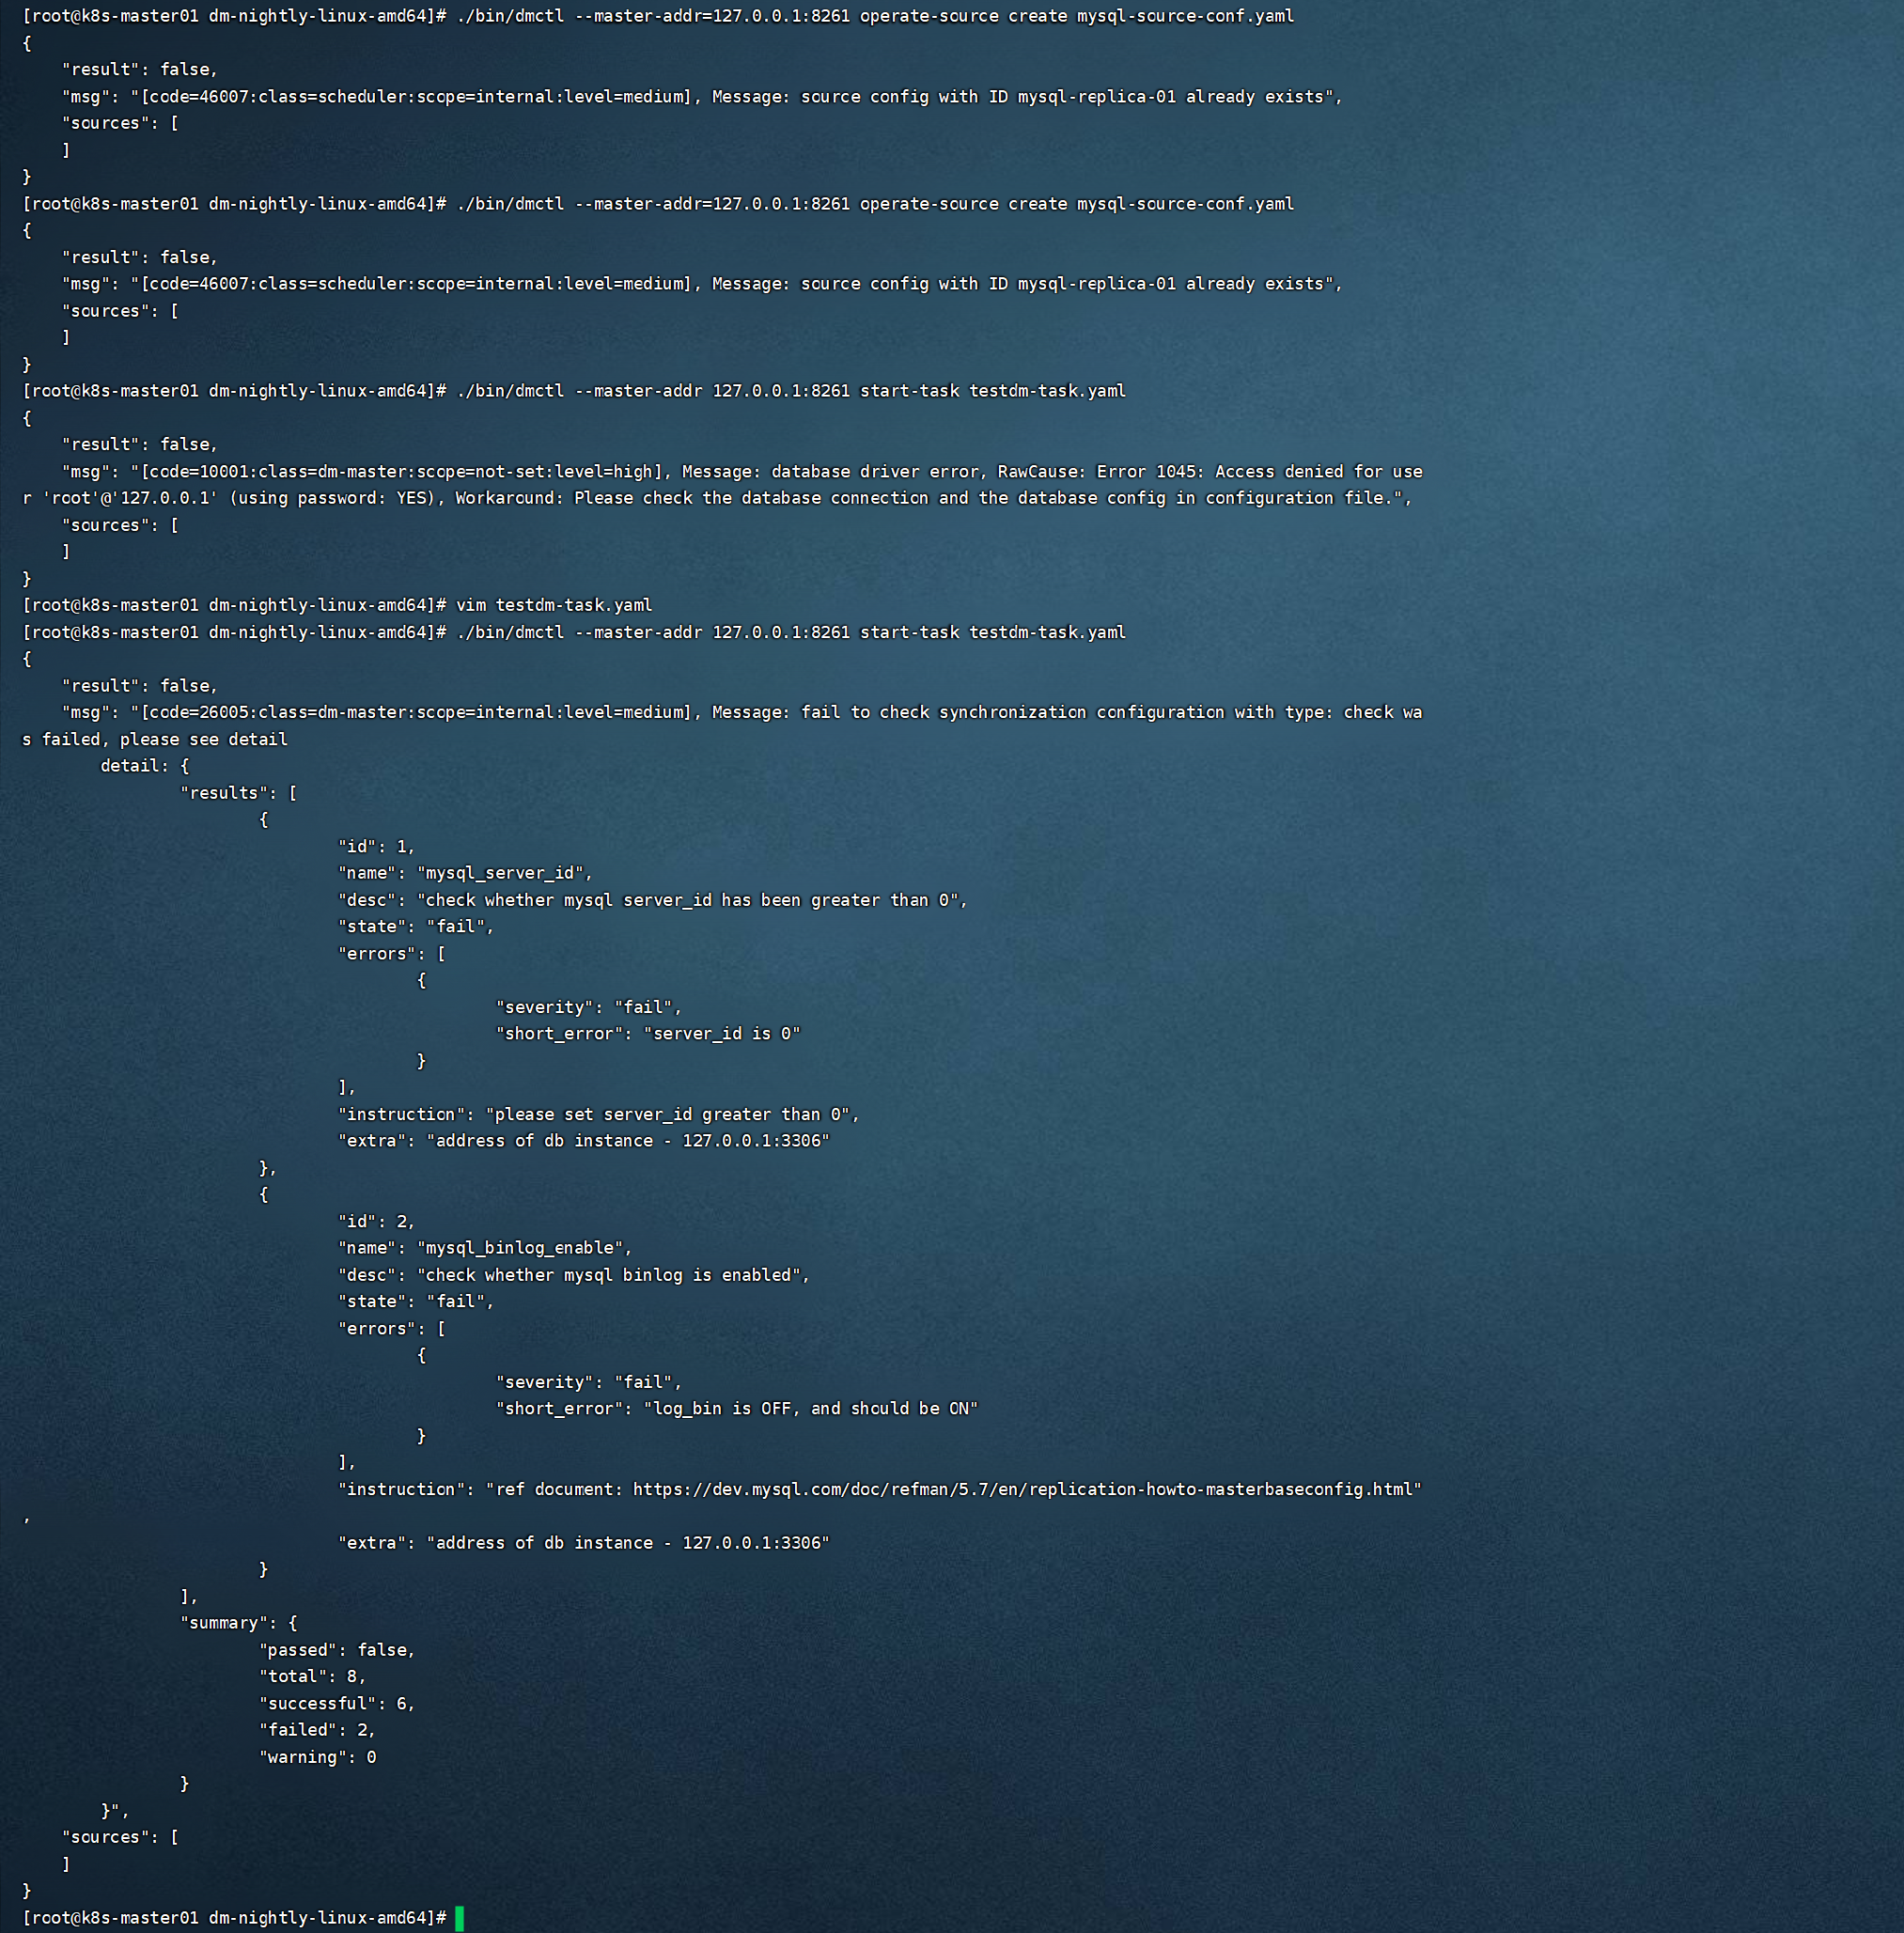 [root@k8s-master01 dm-nightly-linux-amd64]# ./bin/dmctl --master-addr=127.0.0.1:8261 operate-source create mysql-source-conf.yaml
{
    "result": false,
    "msg": "[code=46007:class=scheduler:scope=internal:level=medium], Message: source config with ID mysql-replica-01 already exists",
    "sources": [
    ]
}
[root@k8s-master01 dm-nightly-linux-amd64]# ./bin/dmctl --master-addr=127.0.0.1:8261 operate-source create mysql-source-conf.yaml
{
    "result": false,
    "msg": "[code=46007:class=scheduler:scope=internal:level=medium], Message: source config with ID mysql-replica-01 already exists",
    "sources": [
    ]
}
[root@k8s-master01 dm-nightly-linux-amd64]# ./bin/dmctl --master-addr 127.0.0.1:8261 start-task testdm-task.yaml
{
    "result": false,
    "msg": "[code=10001:class=dm-master:scope=not-set:level=high], Message: database driver error, RawCause: Error 1045: Access denied for use
r 'root'@'127.0.0.1' (using password: YES), Workaround: Please check the database connection and the database config in configuration file.",
    "sources": [
    ]
}
[root@k8s-master01 dm-nightly-linux-amd64]# vim testdm-task.yaml
[root@k8s-master01 dm-nightly-linux-amd64]# ./bin/dmctl --master-addr 127.0.0.1:8261 start-task testdm-task.yaml
{
    "result": false,
    "msg": "[code=26005:class=dm-master:scope=internal:level=medium], Message: fail to check synchronization configuration with type: check wa
s failed, please see detail
        detail: {
                "results": [
                        {
                                "id": 1,
                                "name": "mysql_server_id",
                                "desc": "check whether mysql server_id has been greater than 0",
                                "state": "fail",
                                "errors": [
                                        {
                                                "severity": "fail",
                                                "short_error": "server_id is 0"
                                        }
                                ],
                                "instruction": "please set server_id greater than 0",
                                "extra": "address of db instance - 127.0.0.1:3306"
                        },
                        {
                                "id": 2,
                                "name": "mysql_binlog_enable",
                                "desc": "check whether mysql binlog is enabled",
                                "state": "fail",
                                "errors": [
                                        {
                                                "severity": "fail",
                                                "short_error": "log_bin is OFF, and should be ON"
                                        }
                                ],
                                "instruction": "ref document: https://dev.mysql.com/doc/refman/5.7/en/replication-howto-masterbaseconfig.html"
,
                                "extra": "address of db instance - 127.0.0.1:3306"
                        }
                ],
                "summary": {
                        "passed": false,
                        "total": 8,
                        "successful": 6,
                        "failed": 2,
                        "warning": 0
                }
        }",
    "sources": [
    ]
}
[root@k8s-master01 dm-nightly-linux-amd64]#